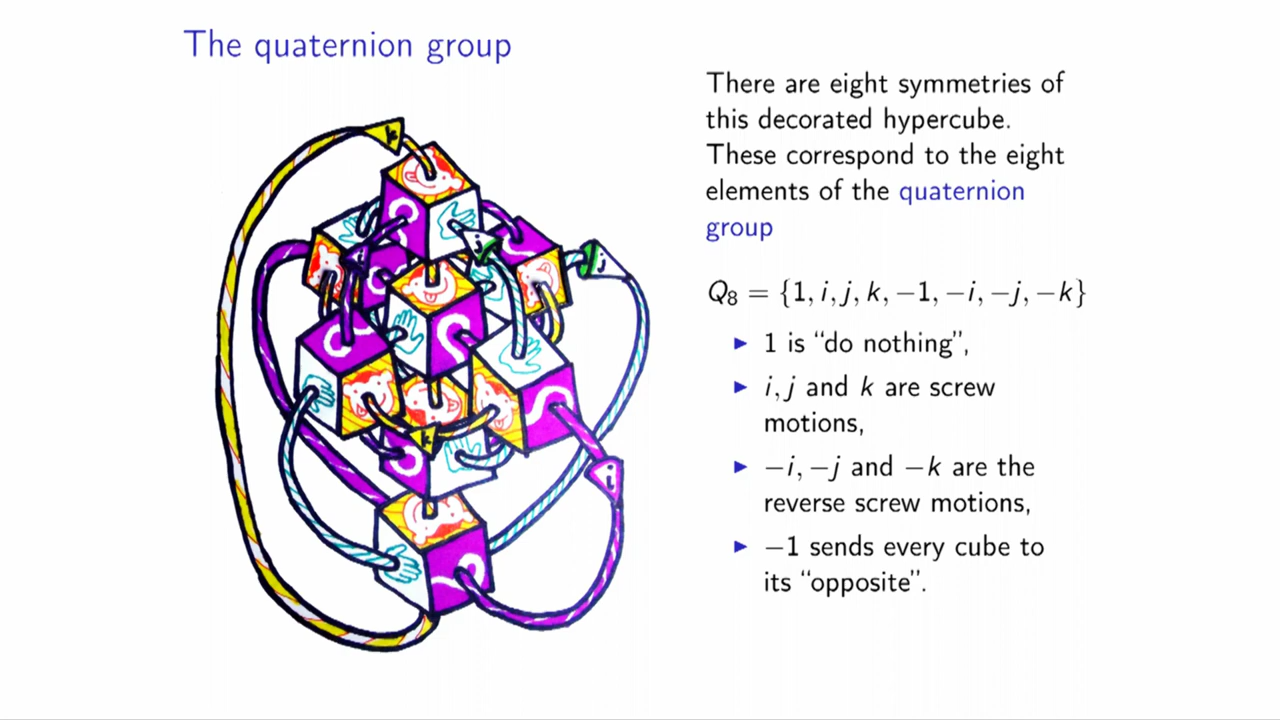 The quaternion group
There are eight symmetries of
this decorated hypercube.
These correspond to the eight
elements of the quaternion
group
Q₈ = {1, i, j, k, −1, −i, −j, −k}
▶ 1 is “do nothing”,
▶ i, j and k are screw
motions,
▶ −i, −j and −k are the
reverse screw motions,
▶ −1 sends every cube to
its “opposite”.
k
i
j
j
k
i